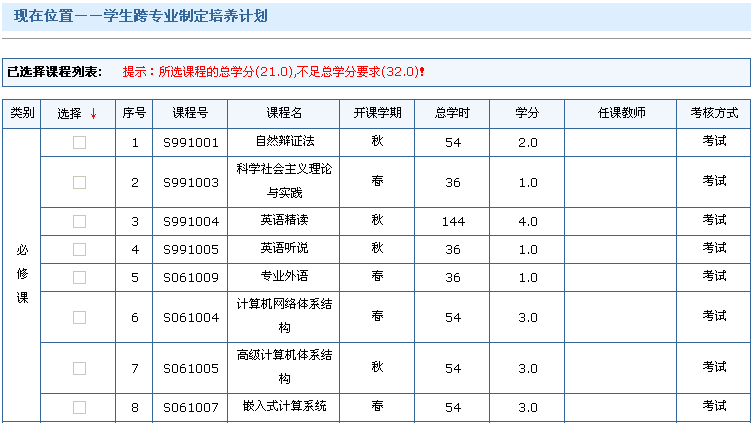 现在位置——学生跨专业制定培养计划
已选择课程列表: 提示：所选课程的总学分(21.0),不足总学分要求(32.0)!
类别 选择 ↓ 序号 课程号 课程名 开课学期 总学时 学分 任课教师 考核方式
必修课
1 S991001 自然辩证法 秋 54 2.0 考试
2 S991003 科学社会主义理论
与实践 春 36 1.0 考试
3 S991004 英语精读 秋 144 4.0 考试
4 S991005 英语听说 秋 36 1.0 考试
5 S061009 专业外语 春 36 1.0 考试
6 S061004 计算机网络体系结
构 春 54 3.0 考试
7 S061005 高级计算机体系结
构 秋 54 3.0 考试
8 S061007 嵌入式计算系统 春 54 3.0 考试